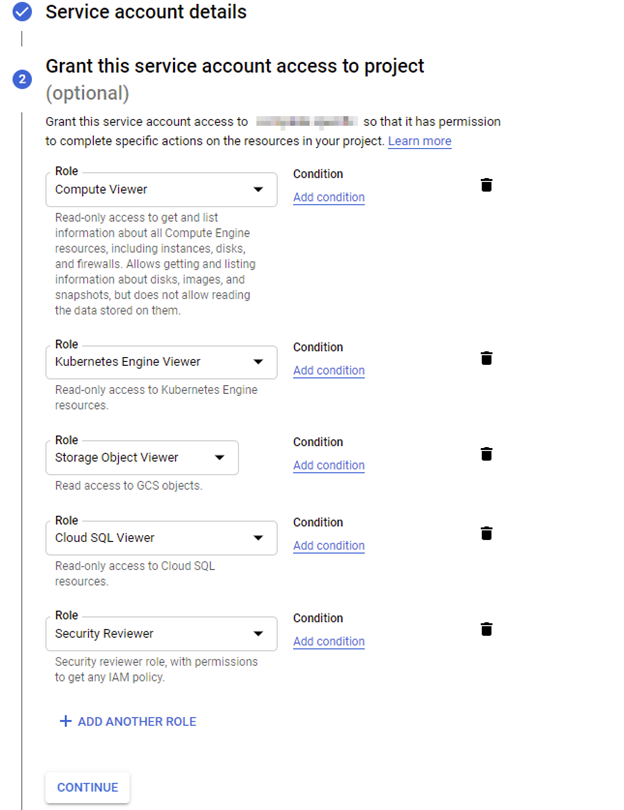 Service account details
2
Grant this service account access to project
(optional)
Grant this service account access to so that it has permission
to complete specific actions on the resources in your project. Learn more
Role
Compute Viewer
Condition
Add condition
Read-only access to get and list
information about all Compute Engine
resources, including instances, disks,
and firewalls. Allows getting and listing
information about disks, images, and
snapshots, but does not allow reading
the data stored on them.
Role
Kubernetes Engine Viewer
Condition
Add condition
Read-only access to Kubernetes Engine
resources.
Role
Storage Object Viewer
Condition
Add condition
Read access to GCS objects.
Role
Cloud SQL Viewer
Condition
Add condition
Read-only access to Cloud SQL
resources.
Role
Security Reviewer
Condition
Add condition
Security reviewer role, with permissions
to get any IAM policy.
+ ADD ANOTHER ROLE
CONTINUE